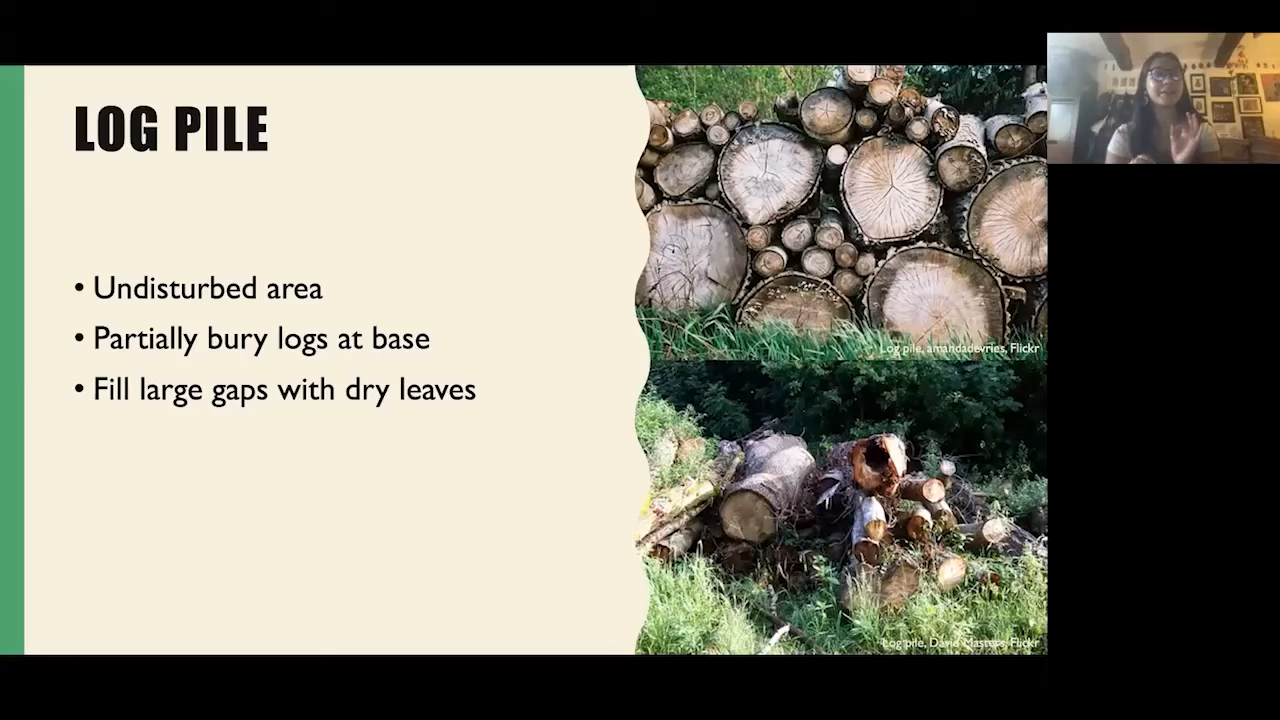 LOG PILE
• Undisturbed area
• Partially bury logs at base
• Fill large gaps with dry leaves
Log pile, amandadevries, Flickr
Log pile, David Masters, Flickr